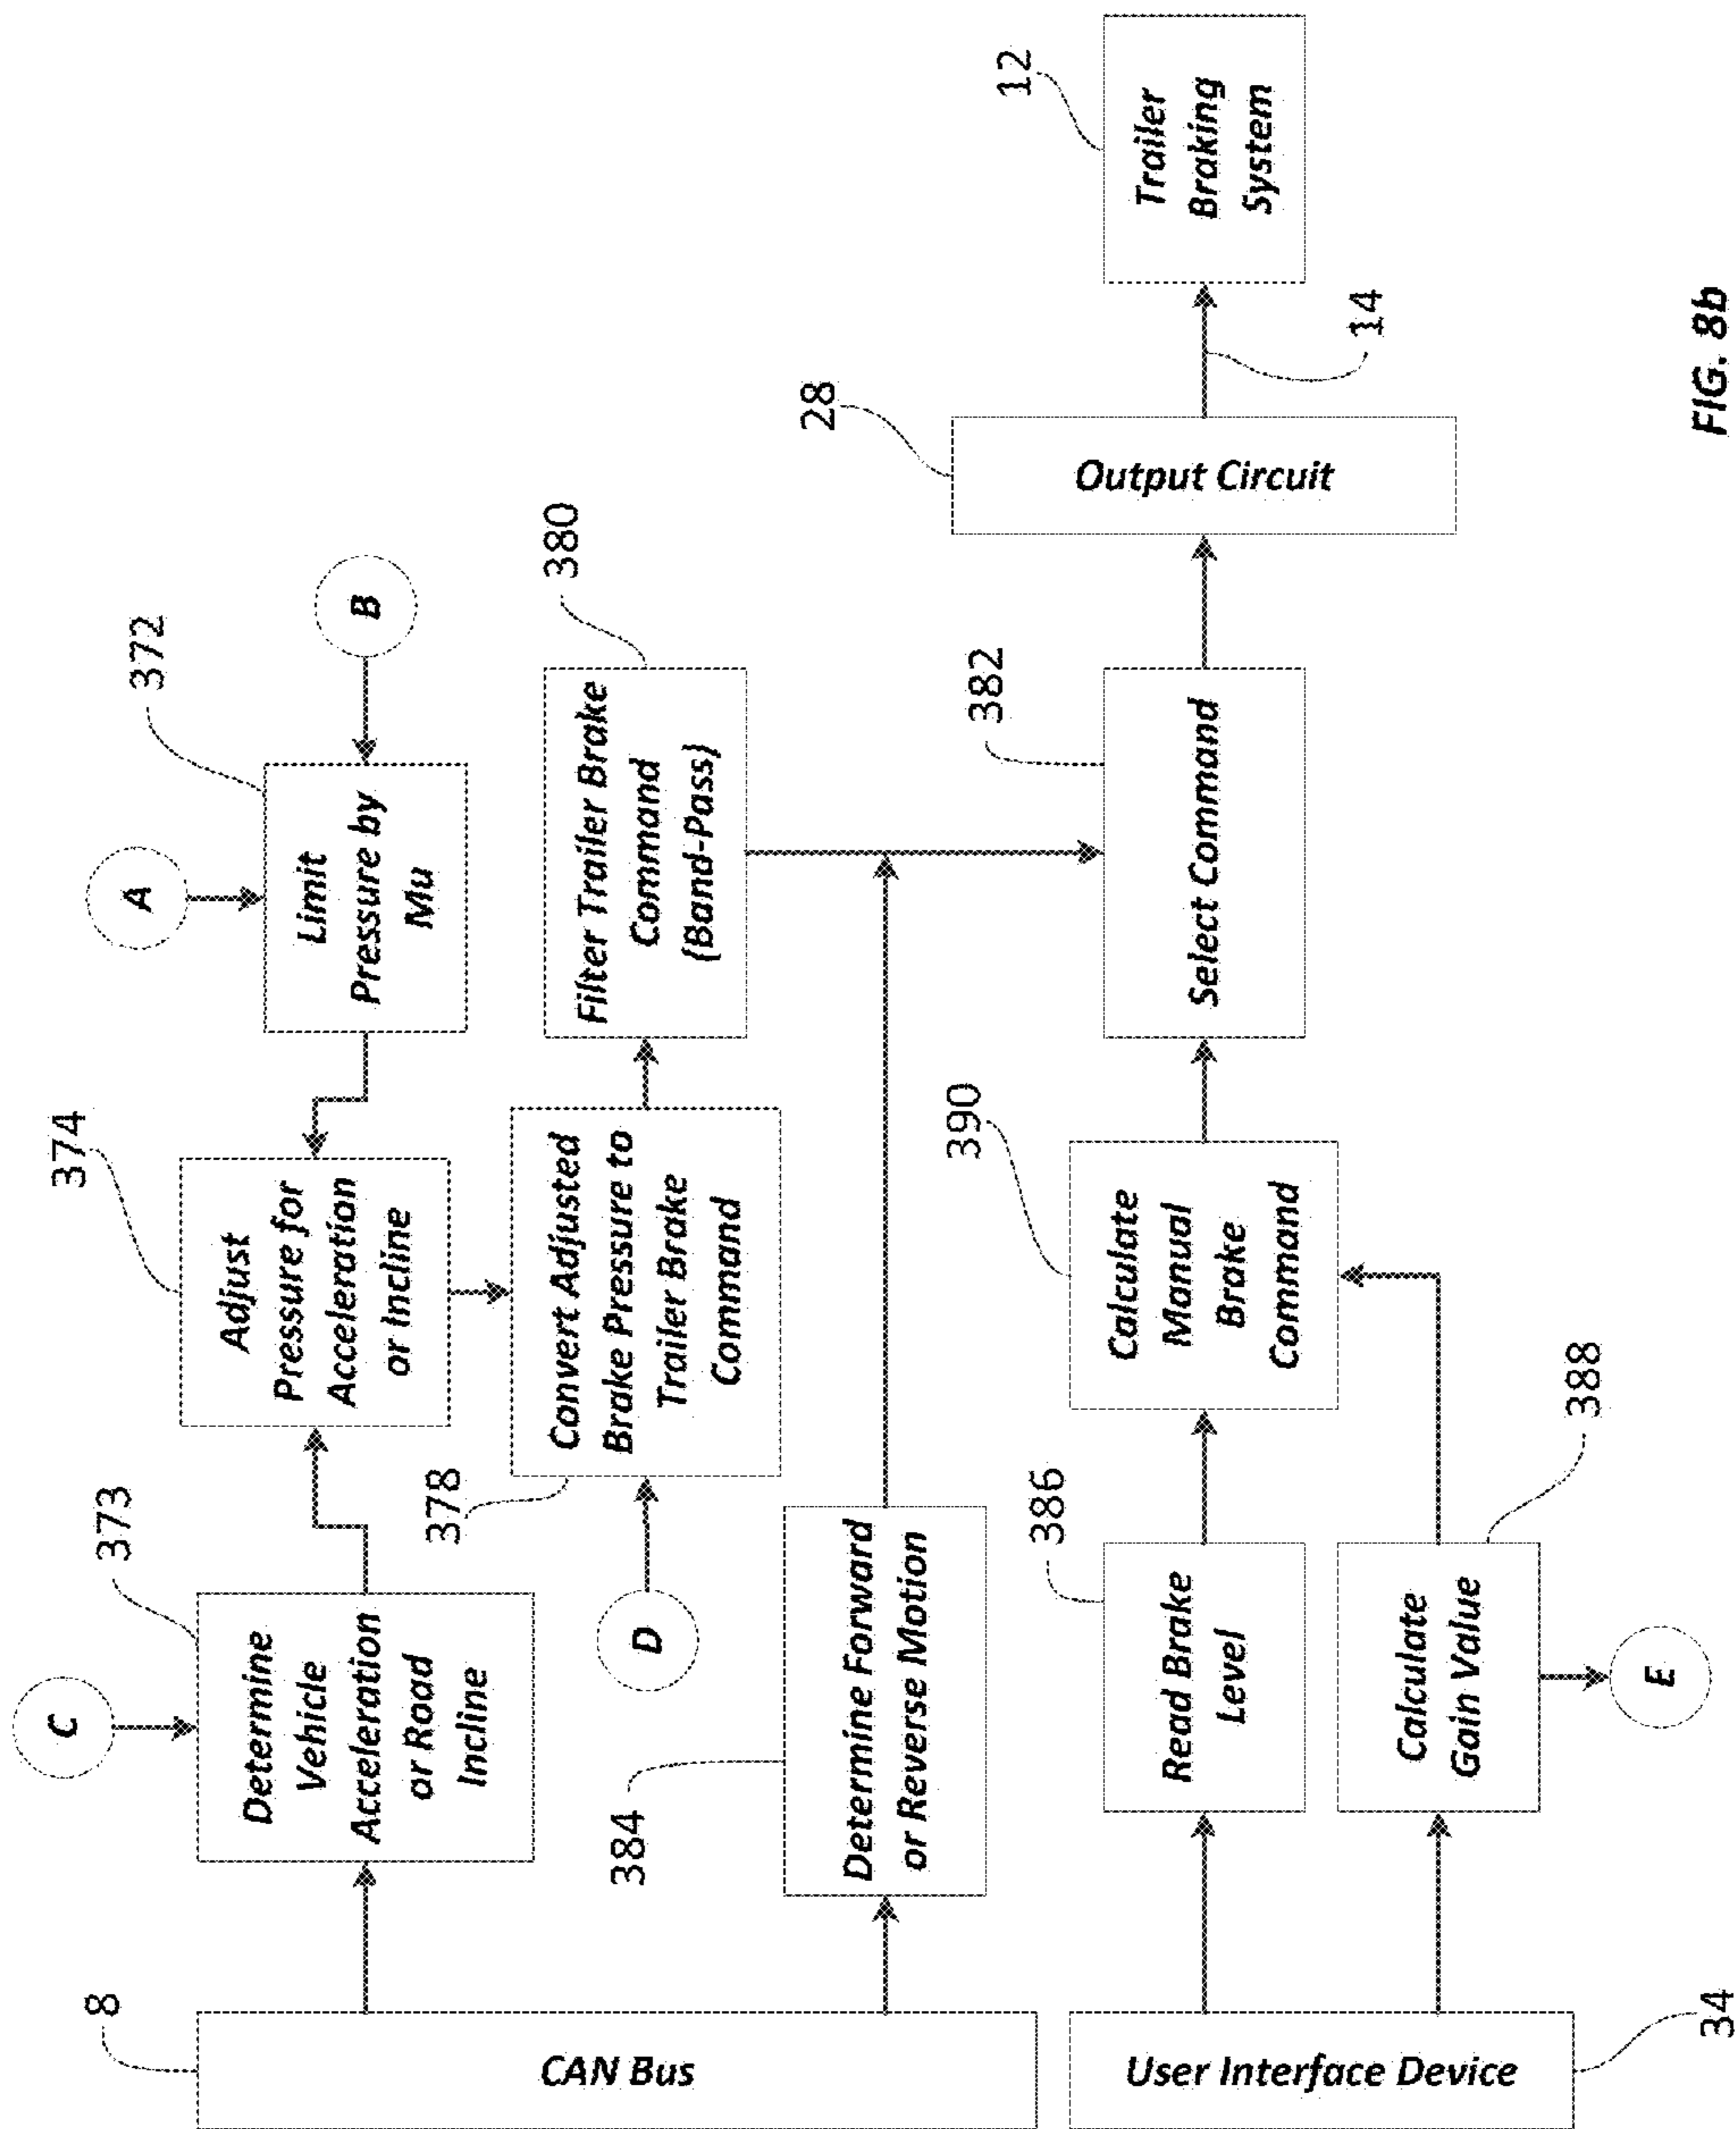 8
CAN Bus
C
373
Determine
Vehicle
Acceleration
or Road
Incline
374
Adjust
Pressure for
Acceleration
or Incline
A
372
Limit
Pressure by
Mu
B
D
378
Convert Adjusted
Brake Pressure to
Trailer Brake
Command
380
Filter Trailer Brake
Command
(Band-Pass)
384
Determine Forward
or Reverse Motion
User Interface Device
34
386
Read Brake
Level
388
Calculate
Gain Value
E
390
Calculate
Manual
Brake
Command
382
Select Command
28
Output Circuit
14
12
Trailer
Braking
System
FIG. 8b